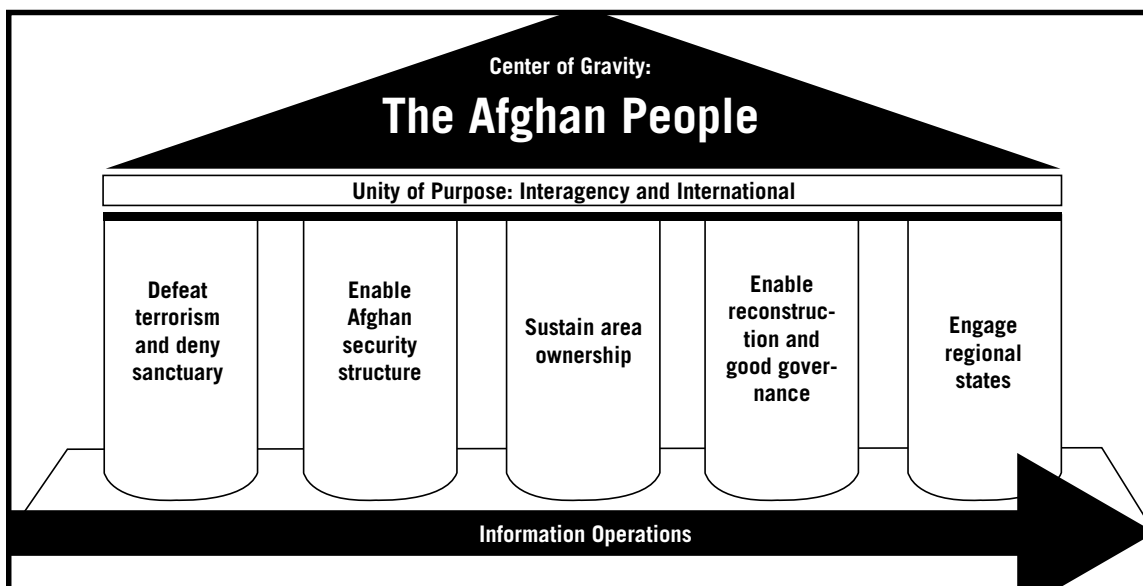 Center of Gravity:
The Afghan People
Unity of Purpose: Interagency and International
Defeat
terrorism
and deny
sanctuary
Enable
Afghan
security
structure
Sustain area
ownership
Enable
reconstruc-
tion and
good gover-
nance
Engage
regional
states
Information Operations